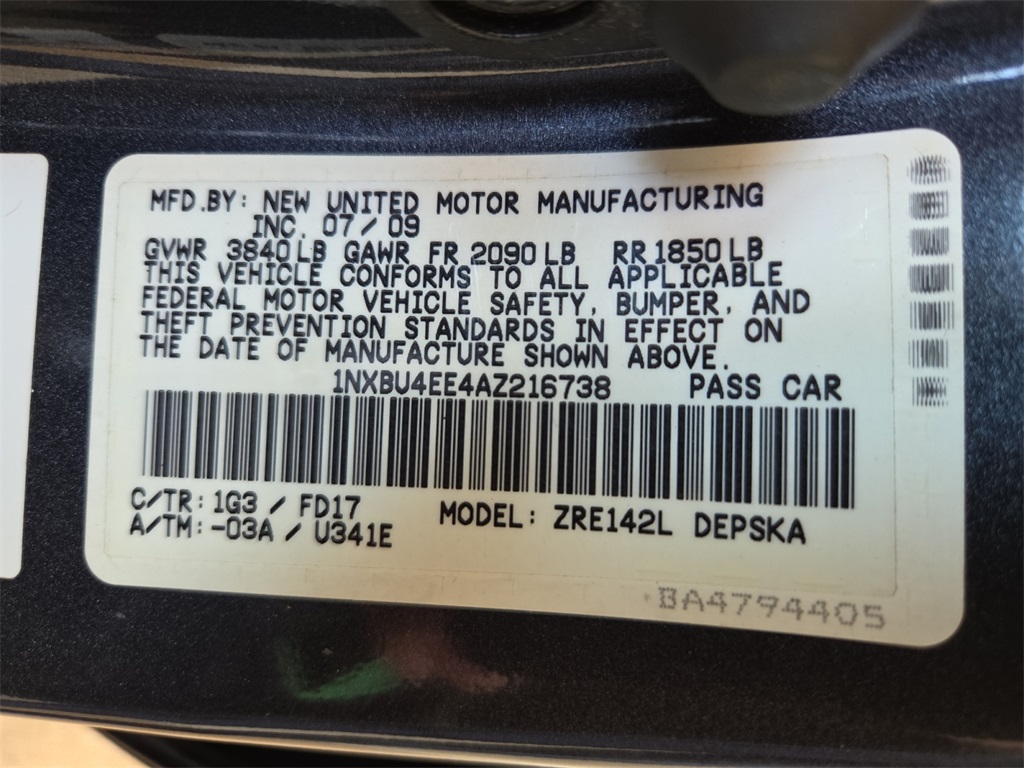 MFD.BY: NEW UNITED MOTOR MANUFACTURING
INC. 07/09
GVWR 3840 LB GAWR FR 2090 LB RR 1850 LB
THIS VEHICLE CONFORMS TO ALL APPLICABLE
FEDERAL MOTOR VEHICLE SAFETY, BUMPER, AND
THEFT PREVENTION STANDARDS IN EFFECT ON
THE DATE OF MANUFACTURE SHOWN ABOVE.
1NXBU4EE4AZ216738 PASS CAR
C/TR: 1G3 / FD17
A/TM: -03A / U341E
MODEL: ZRE142L DEPSKA
BA4794405